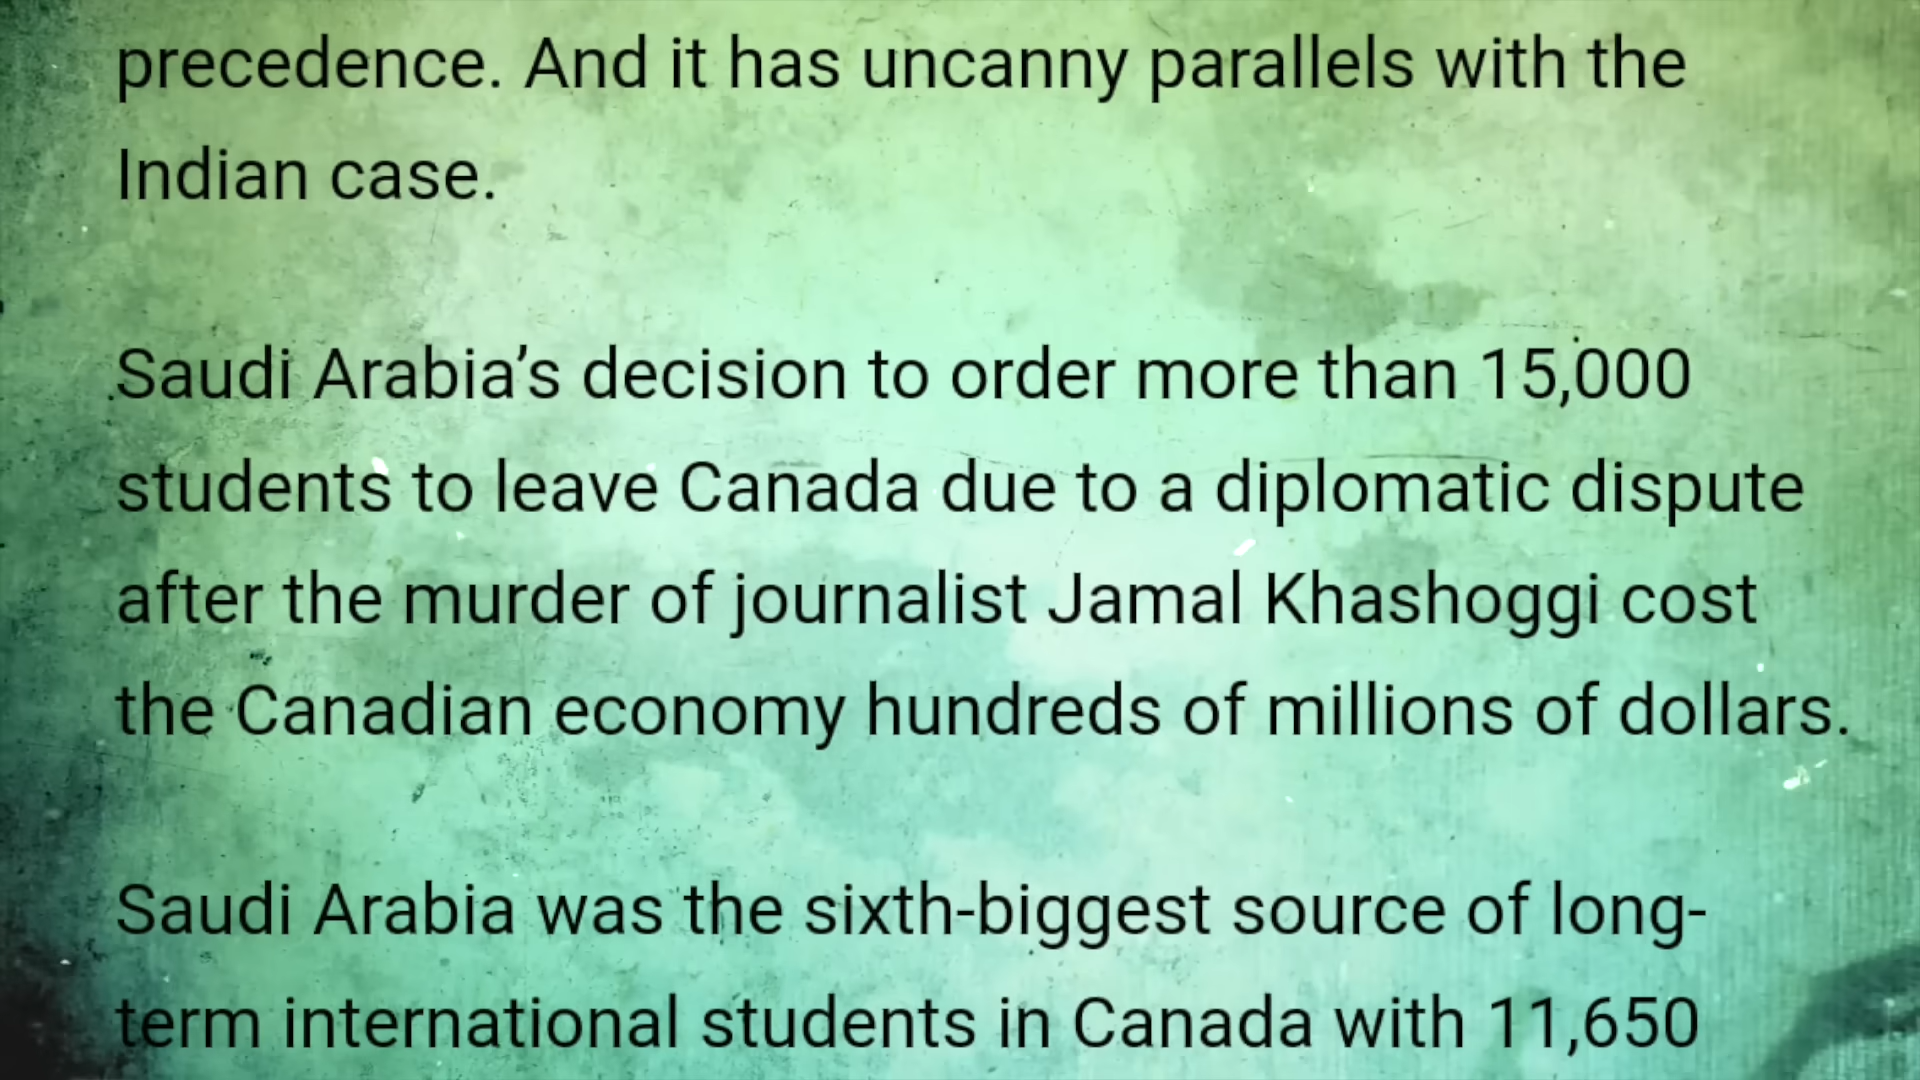 precedence. And it has uncanny parallels with the
Indian case.
Saudi Arabia’s decision to order more than 15,000
students to leave Canada due to a diplomatic dispute
after the murder of journalist Jamal Khashoggi cost
the Canadian economy hundreds of millions of dollars.
Saudi Arabia was the sixth-biggest source of long-
term international students in Canada with 11,650